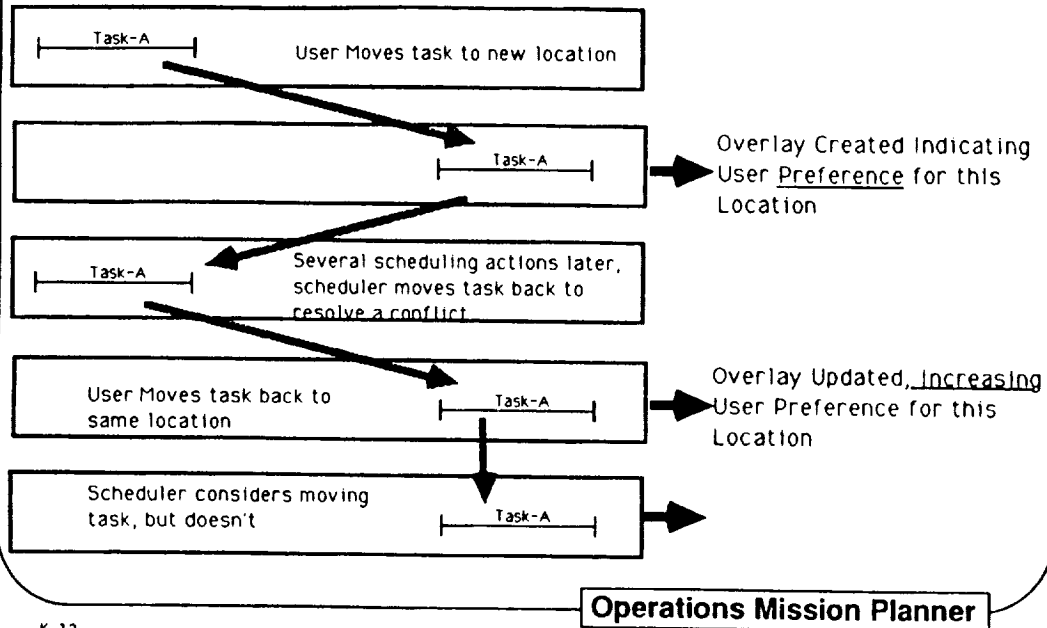 Task-A
User Moves task to new location
Task-A
Overlay Created Indicating
User Preference for this
Location
Task-A
Several scheduling actions later,
scheduler moves task back to
resolve a conflict
User Moves task back to
same location
Task-A
Overlay Updated, Increasing
User Preference for this
Location
Scheduler considers moving
task, but doesn't
Task-A
Operations Mission Planner
K-12